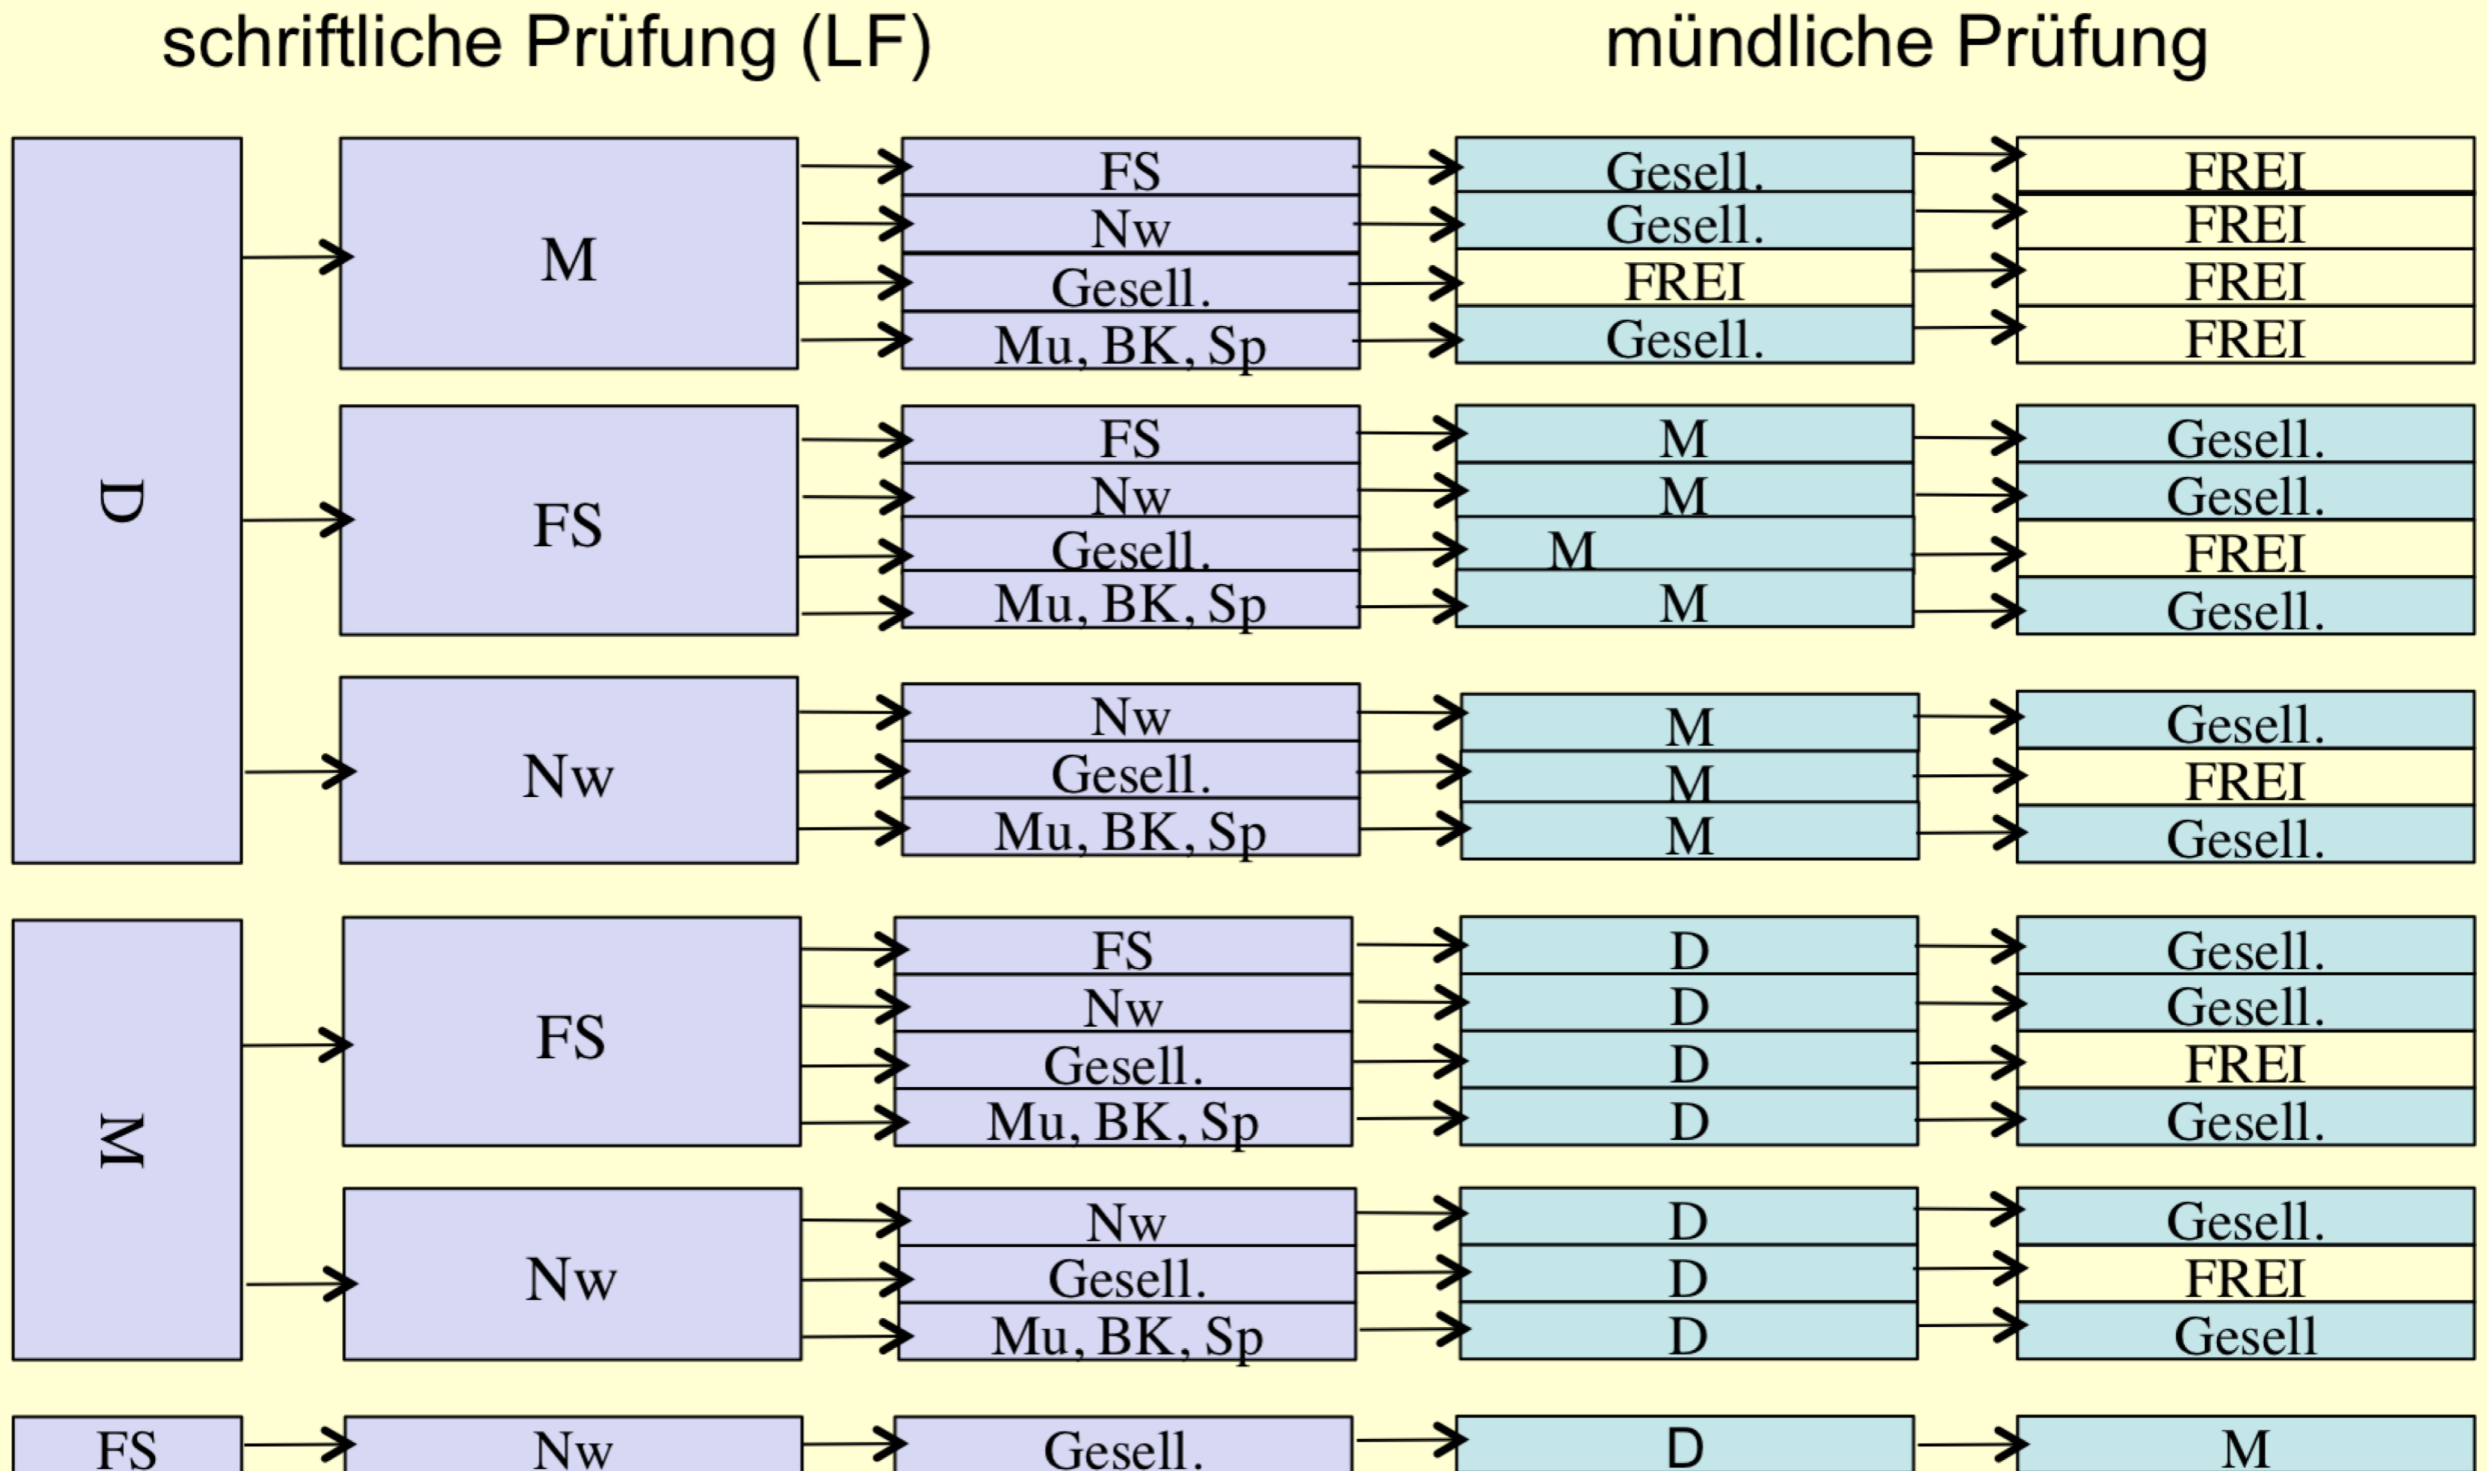 schriftliche Prüfung (LF) mündliche Prüfung
D
M
FS Gesell. FREI
Nw Gesell. FREI
Gesell. FREI FREI
Mu, BK, Sp Gesell. FREI
FS
FS M Gesell.
Nw M Gesell.
Gesell. M FREI
Mu, BK, Sp M Gesell.
Nw
Nw M Gesell.
Gesell. M FREI
Mu, BK, Sp M Gesell.
M
FS
FS D Gesell.
Nw D Gesell.
Gesell. D FREI
Mu, BK, Sp D Gesell.
Nw
Nw D Gesell.
Gesell. D FREI
Mu, BK, Sp D Gesell
FS Nw Gesell. D M